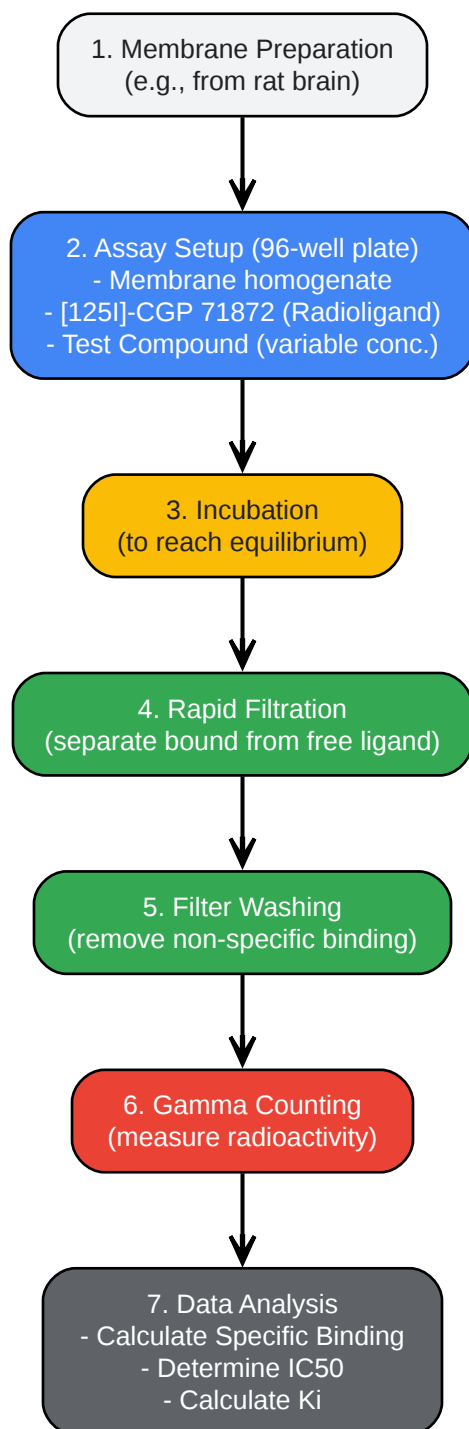 1. Membrane Preparation
(e.g., from rat brain)
2. Assay Setup (96-well plate)
- Membrane homogenate
- [125I]-CGP 71872 (Radioligand)
- Test Compound (variable conc.)
3. Incubation
(to reach equilibrium)
4. Rapid Filtration
(separate bound from free ligand)
5. Filter Washing
(remove non-specific binding)
6. Gamma Counting
(measure radioactivity)
7. Data Analysis
- Calculate Specific Binding
- Determine IC50
- Calculate Ki